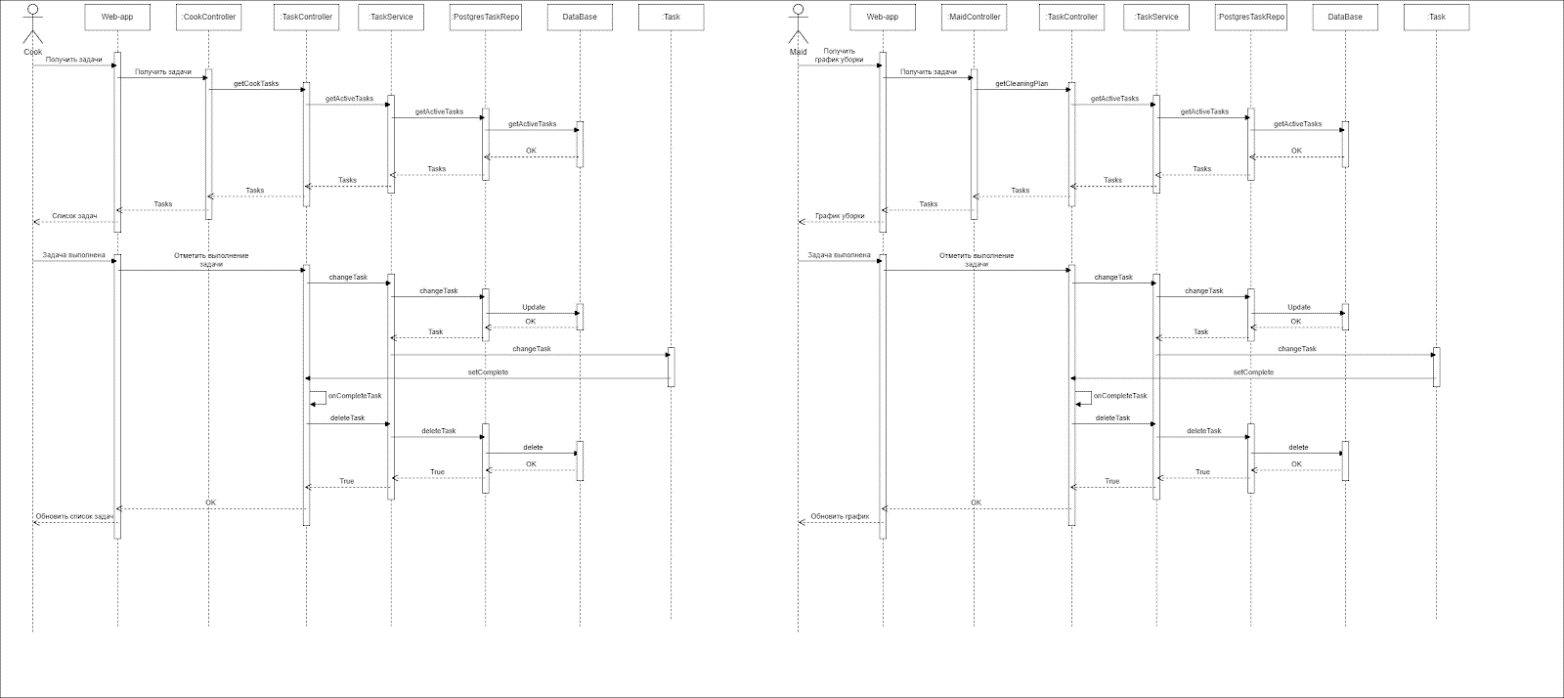 Web-app
:CookController
:TaskController
:TaskService
:PostgresTaskRepo
DataBase
:Task
Cook
Получить задачи
Получить задачи
getCookTasks
getActiveTasks
getActiveTasks
getActiveTasks
OK
Tasks
Tasks
Tasks
Tasks
Список задач
Задача выполнена
Отметить выполнение
задачи
changeTask
changeTask
Update
OK
Task
changeTask
setComplete
onCompleteTask
deleteTask
deleteTask
delete
OK
True
True
OK
Обновить список задач
Web-app
:MaidController
:TaskController
:TaskService
:PostgresTaskRepo
DataBase
:Task
Maid
Получить
график уборки
Получить задачи
getCleaningPlan
getActiveTasks
getActiveTasks
getActiveTasks
OK
Tasks
Tasks
Tasks
Tasks
График уборки
Задача выполнена
Отметить выполнение
задачи
changeTask
changeTask
Update
OK
Task
changeTask
setComplete
onCompleteTask
deleteTask
deleteTask
delete
OK
True
True
OK
Обновить график